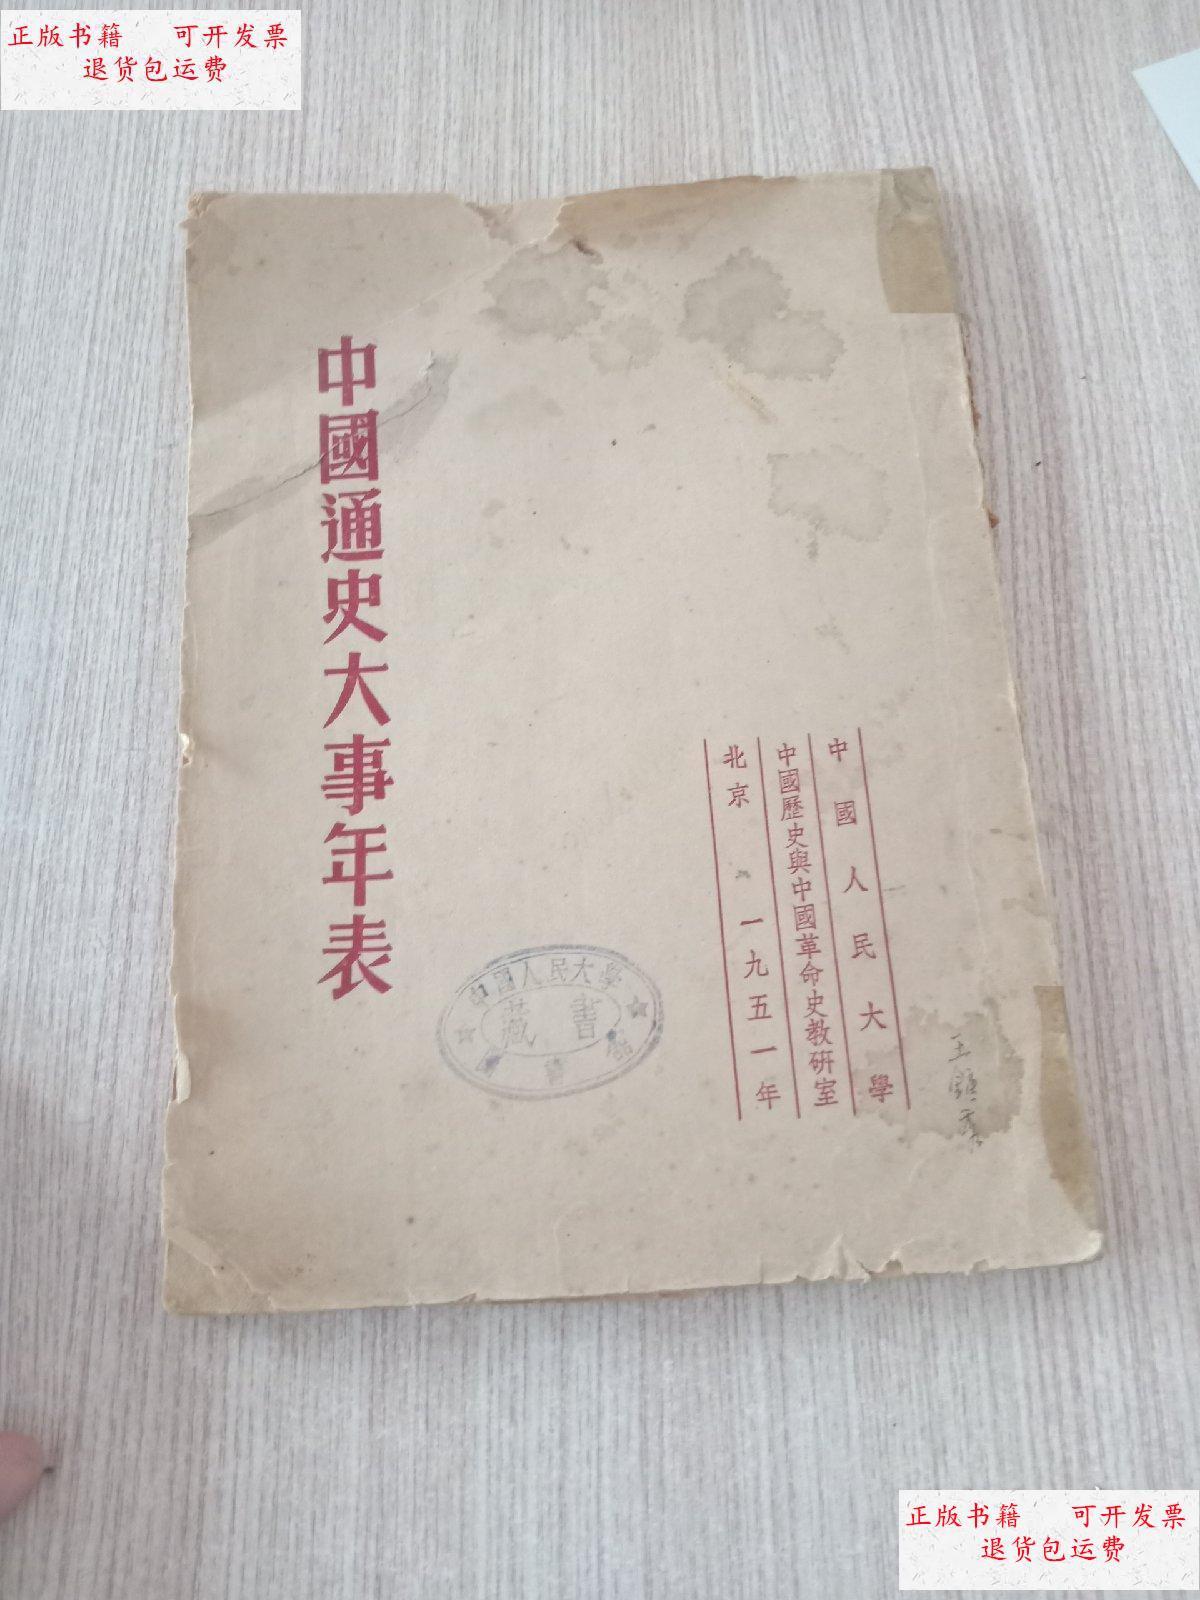 正版书籍 可开发票
退货包运费
中國通史大事年表
中國人民大學
中國歷史與中國革命史教研室
北京 一九五一年
中國人民大學
藏書
正版书籍 可开发票
退货包运费